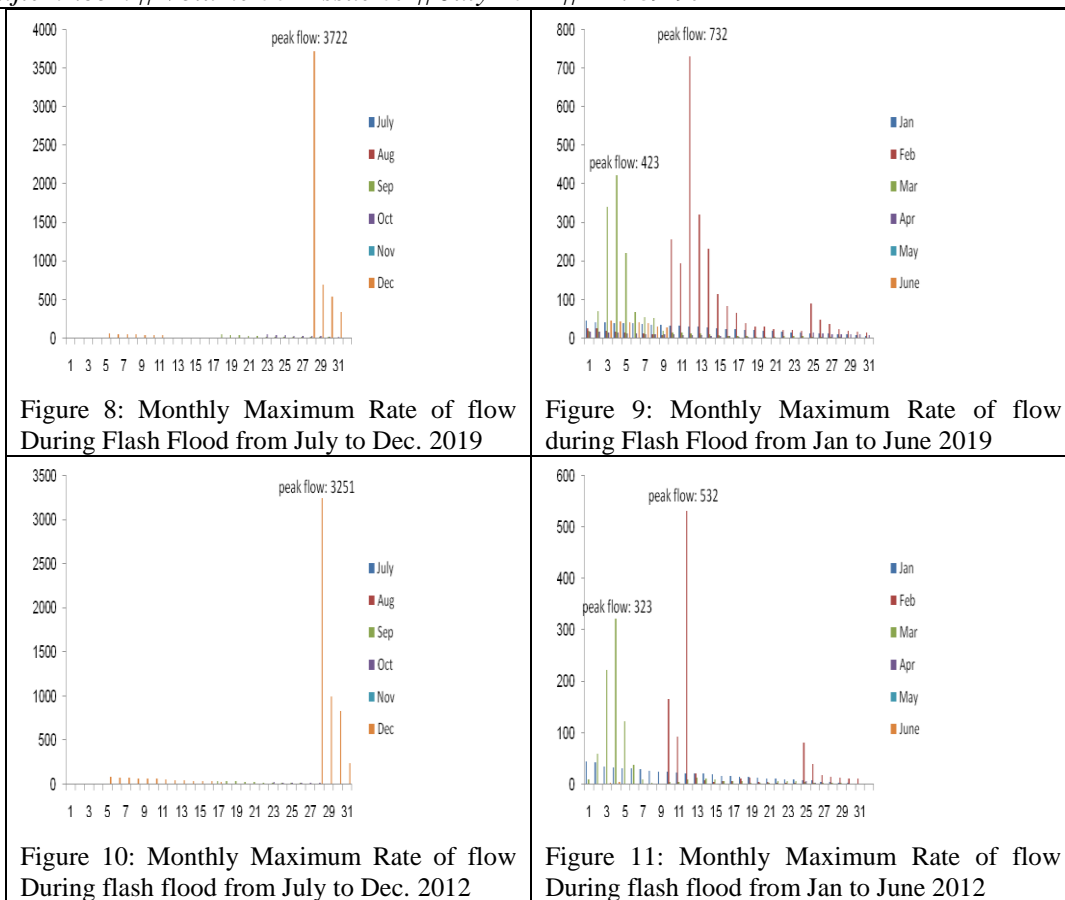 peak flow: 3722
4000
3500
3000
2500
2000
1500
1000
500
0
1 3 5 7 9 11 13 15 17 19 21 23 25 27 29 31
July
Aug
Sep
Oct
Nov
Dec
Figure 8: Monthly Maximum Rate of flow
During Flash Flood from July to Dec. 2019
peak flow: 732
peak flow: 423
800
700
600
500
400
300
200
100
0
1 3 5 7 9 11 13 15 17 19 21 23 25 27 29 31
Jan
Feb
Mar
Apr
May
June
Figure 9: Monthly Maximum Rate of flow
during Flash Flood from Jan to June 2019
peak flow: 3251
3500
3000
2500
2000
1500
1000
500
0
1 3 5 7 9 11 13 15 17 19 21 23 25 27 29 31
July
Aug
Sep
Oct
Nov
Dec
Figure 10: Monthly Maximum Rate of flow
During flash flood from July to Dec. 2012
peak flow: 532
peak flow: 323
600
500
400
300
200
100
0
1 3 5 7 9 11 13 15 17 19 21 23 25 27 29 31
Jan
Feb
Mar
Apr
May
June
Figure 11: Monthly Maximum Rate of flow
During flash flood from Jan to June 2012